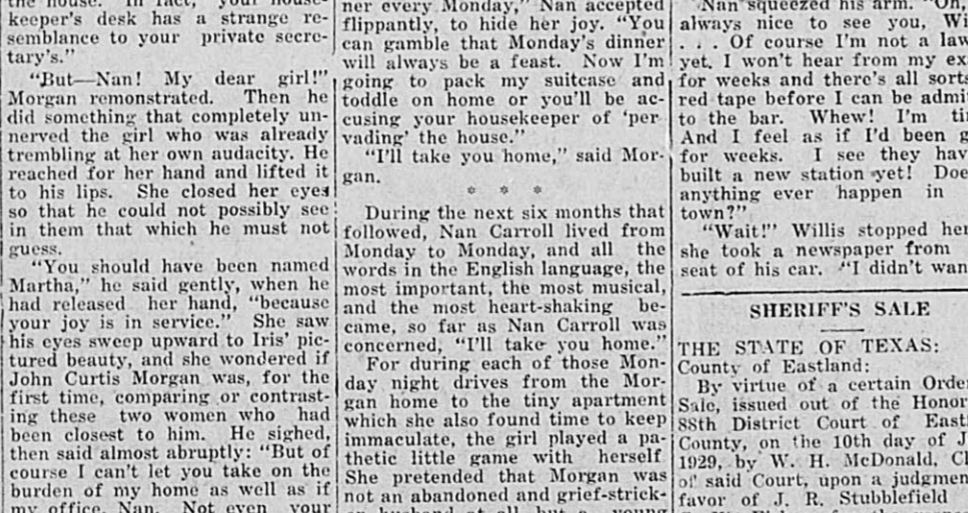 keeper's desk has a strange re-
semblance to your private secre-
tary's."
"But—Nan! My dear girl!"
Morgan remonstrated. Then he
did something that completely un-
nerved the girl who was already
trembling at her own audacity. He
reached for her hand and lifted it
to his lips. She closed her eyes
so that he could not possibly see
in them that which he must not
guess.
"You should have been named
Martha," he said gently, when he
had released her hand, "because
your joy is in service." She saw
his eyes sweep upward to Iris' pic-
tured beauty, and she wondered if
John Curtis Morgan was, for the
first time, comparing or contrast-
ing these two women who had
been closest to him. He sighed,
then said almost abruptly: "But of
course I can't let you take on the
burden of my home as well as if
my office, Nan. Not even your
ner every Monday," Nan accepted
flippantly, to hide her joy. "You
can gamble that Monday's dinner
will always be a feast. Now I'm
going to pack my suitcase and
toddle on home or you'll be ac-
cusing your housekeeper of 'per
vading' the house."
"I'll take you home," said Mor-
gan.
* * *
During the next six months that
followed, Nan Carroll lived from
Monday to Monday, and all the
words in the English language, the
most important, the most musical,
and the most heart-shaking be-
came, so far as Nan Carroll was
concerned, "I'll take you home."
For during each of those Mon-
day night drives from the Mor-
gan home to the tiny apartment
which she also found time to keep
immaculate, the girl played a pa-
thetic little game with herself
She pretended that Morgan was
not an abandoned and grief-strick-
Nan squeezed his arm. "Oh,
always nice to see you, Wi
. . . Of course I'm not a law
yet. I won't hear from my ex
for weeks and there's all sorts
red tape before I can be admi
to the bar. Whew! I'm ti
And I feel as if I'd been g
for weeks. I see they hav
built a new station yet! Doe
anything ever happen in
town?"
"Wait!" Willis stopped her
she took a newspaper from
seat of his car. "I didn't wan
SHERIFF'S SALE
THE STATE OF TEXAS:
County of Eastland:
By virtue of a certain Order
Sale, issued out of the Honor
88th District Court of East
County, on the 10th day of J
1929, by W. H. McDonald, Cl
of said Court, upon a judgmen
favor of J. R. Stubblefield